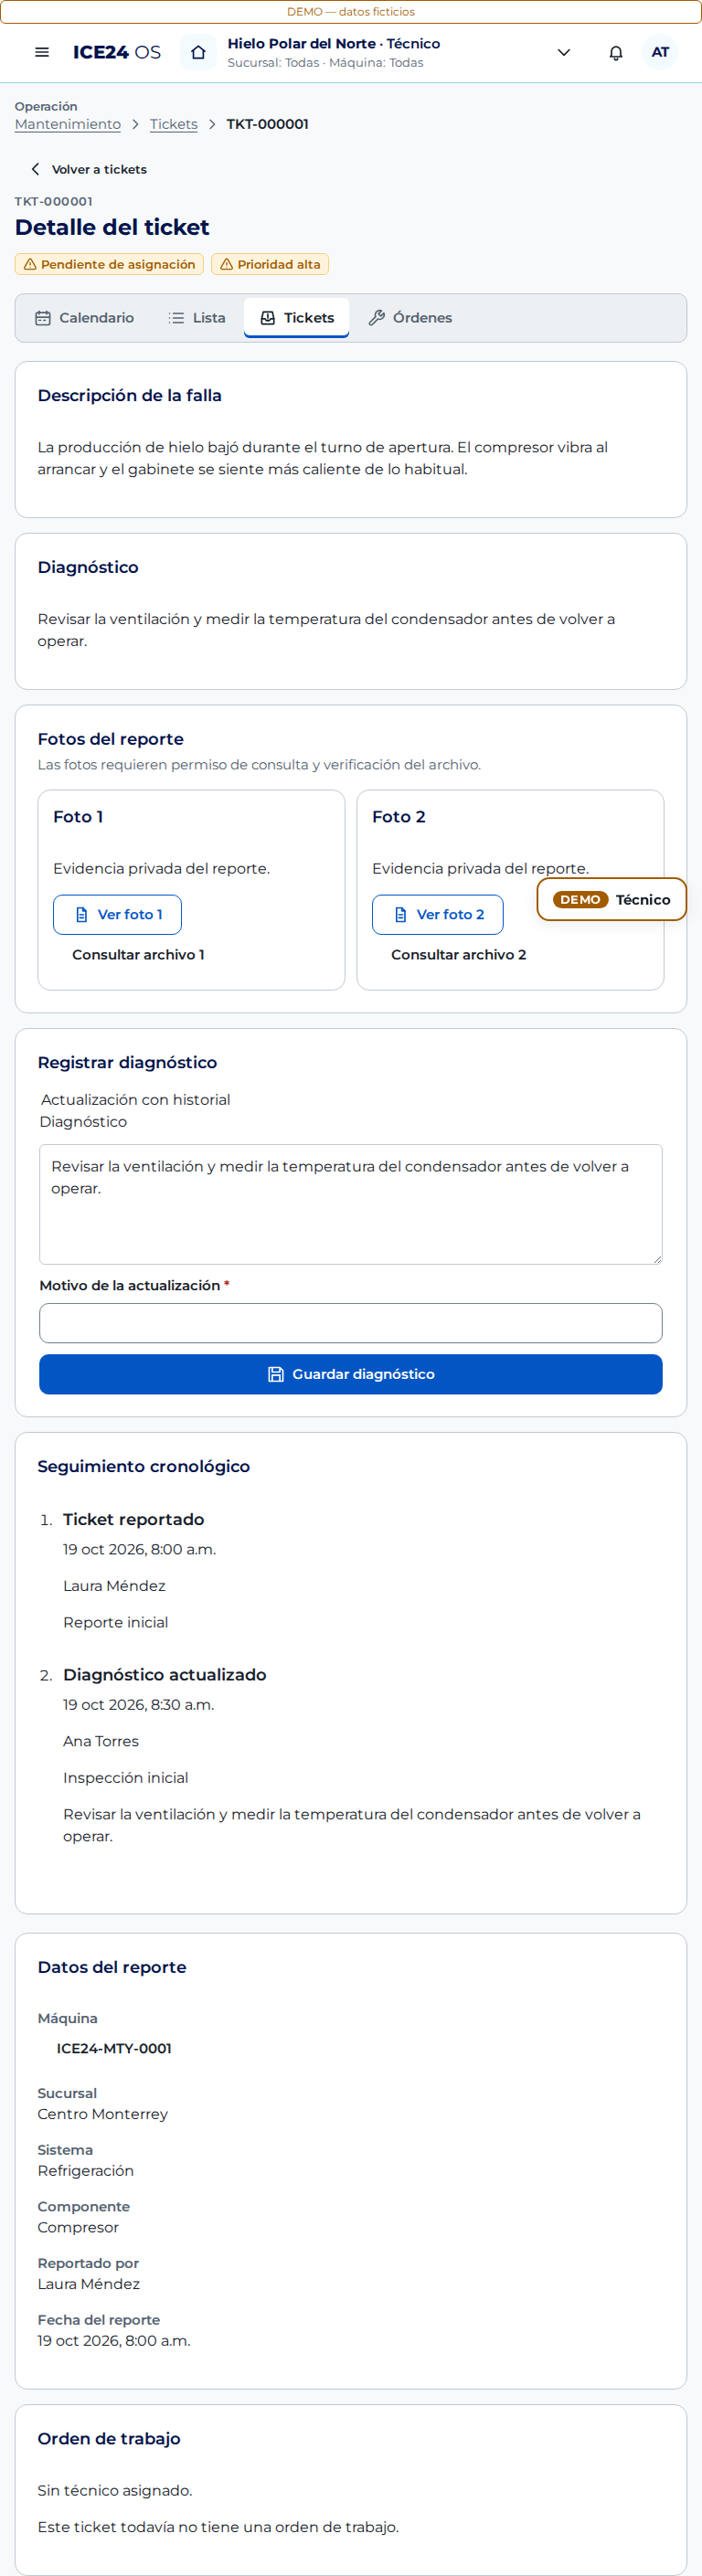 DEMO — datos ficticios
ICE24 OS
Hielo Polar del Norte · Técnico
Sucursal: Todas · Máquina: Todas
AT
Operación
Mantenimiento > Tickets > TKT-000001
Volver a tickets
TKT-000001
Detalle del ticket
Pendiente de asignación
Prioridad alta
Calendario
Lista
Tickets
Órdenes
Descripción de la falla
La producción de hielo bajó durante el turno de apertura. El compresor vibra al
arrancar y el gabinete se siente más caliente de lo habitual.
Diagnóstico
Revisar la ventilación y medir la temperatura del condensador antes de volver a
operar.
Fotos del reporte
Las fotos requieren permiso de consulta y verificación del archivo.
Foto 1
Evidencia privada del reporte.
Ver foto 1
Consultar archivo 1
Foto 2
Evidencia privada del reporte.
Ver foto 2
Consultar archivo 2
DEMO Técnico
Registrar diagnóstico
Actualización con historial
Diagnóstico
Revisar la ventilación y medir la temperatura del condensador antes de volver a
operar.
Motivo de la actualización *
Guardar diagnóstico
Seguimiento cronológico
1. Ticket reportado
19 oct 2026, 8:00 a.m.
Laura Méndez
Reporte inicial
2. Diagnóstico actualizado
19 oct 2026, 8:30 a.m.
Ana Torres
Inspección inicial
Revisar la ventilación y medir la temperatura del condensador antes de volver a
operar.
Datos del reporte
Máquina
ICE24-MTY-0001
Sucursal
Centro Monterrey
Sistema
Refrigeración
Componente
Compresor
Reportado por
Laura Méndez
Fecha del reporte
19 oct 2026, 8:00 a.m.
Orden de trabajo
Sin técnico asignado.
Este ticket todavía no tiene una orden de trabajo.